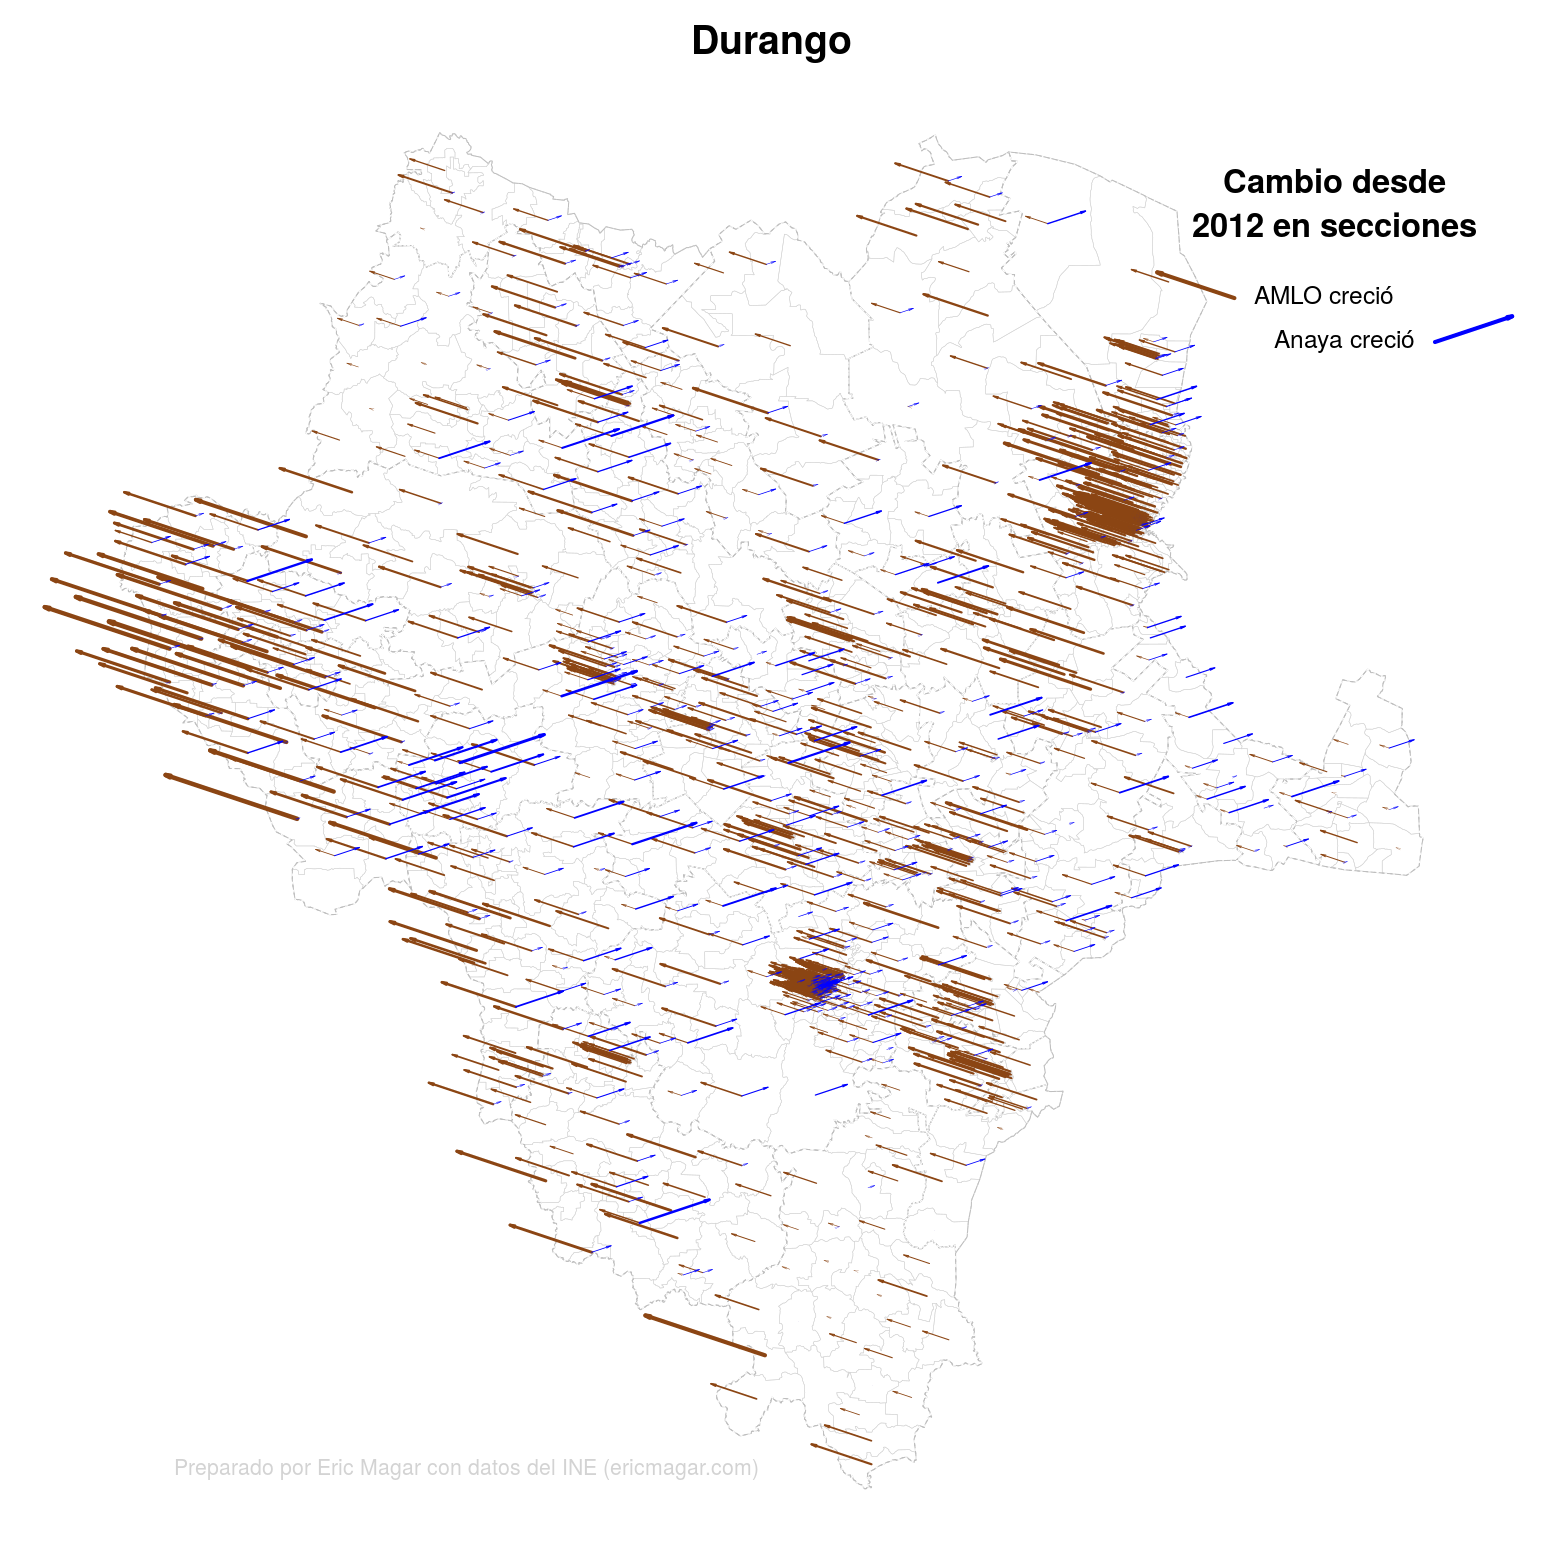 Durango
Cambio desde
2012 en secciones
AMLO creció
Anaya creció
Preparado por Eric Magar con datos del INE (ericmagar.com)